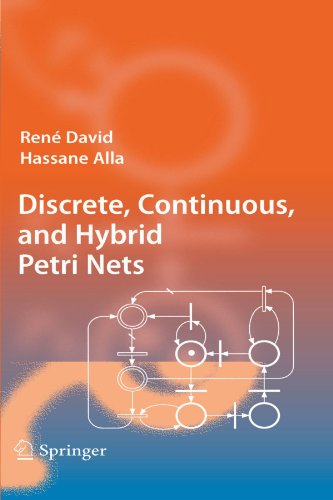 René David
Hassane Alla
Discrete, Continuous,
and Hybrid
Petri Nets
Springer